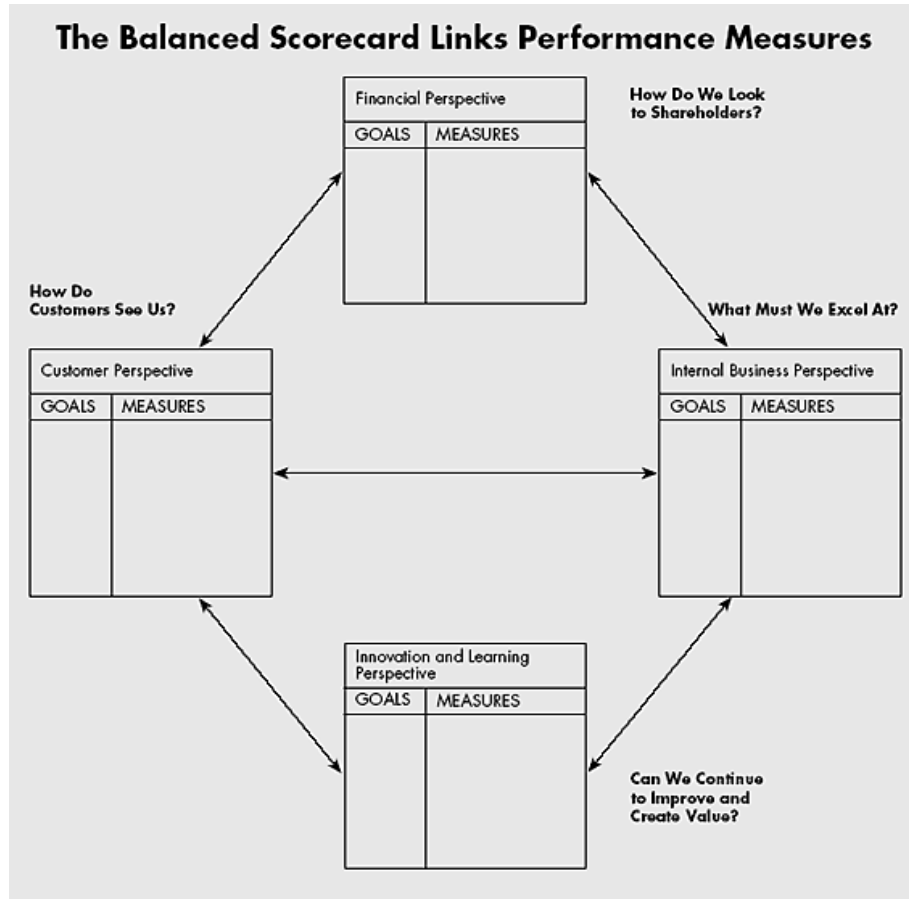 The Balanced Scorecard Links Performance Measures
Financial Perspective
GOALS MEASURES
How Do We Look
to Shareholders?
How Do
Customers See Us?
Customer Perspective
GOALS MEASURES
What Must We Excel At?
Internal Business Perspective
GOALS MEASURES
Innovation and Learning
Perspective
GOALS MEASURES
Can We Continue
to Improve and
Create Value?